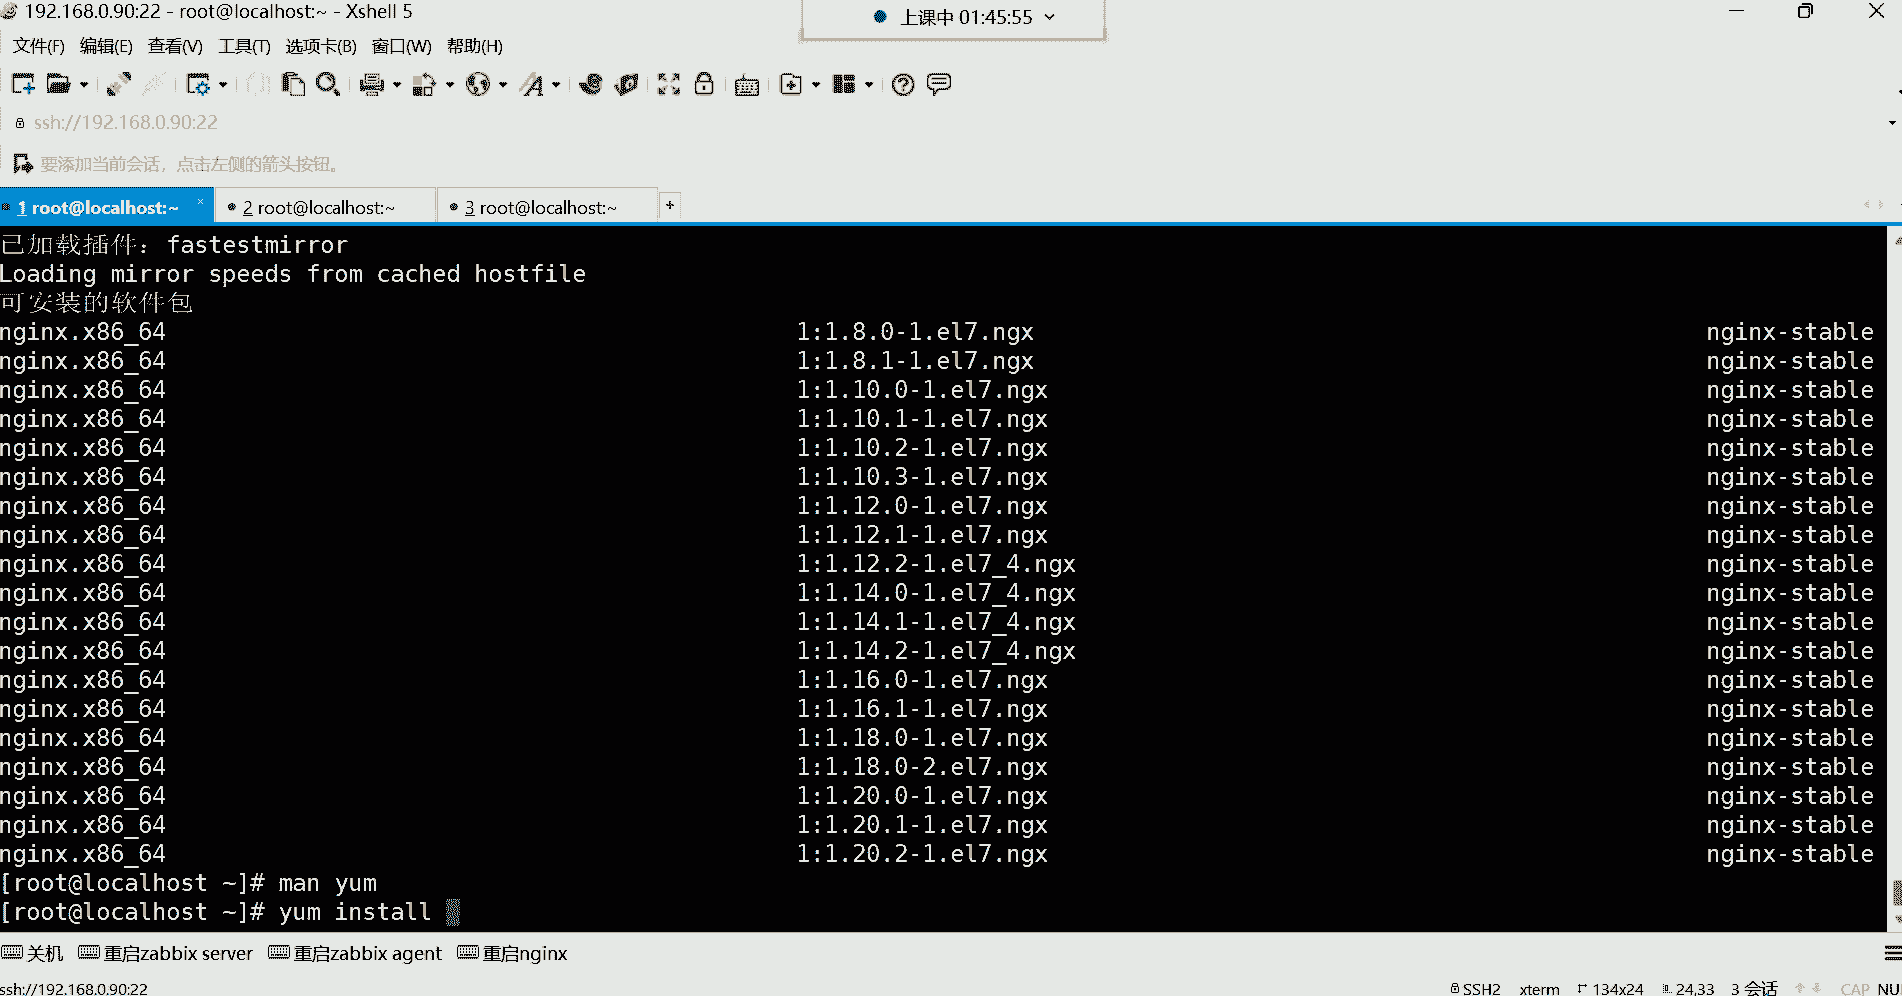 192.168.0.90:22 - root@localhost:~ - Xshell 5
上课中 01:45:55
文件(F) 编辑(E) 查看(V) 工具(T) 选项卡(B) 窗口(W) 帮助(H)
ssh://192.168.0.90:22
要添加当前会话，点击左侧的箭头按钮。
1 root@localhost:~ 2 root@localhost:~ 3 root@localhost:~
已加载插件：fastestmirror
Loading mirror speeds from cached hostfile
可安装的软件包
nginx.x86_64 1:1.8.0-1.el7.ngx nginx-stable
nginx.x86_64 1:1.8.1-1.el7.ngx nginx-stable
nginx.x86_64 1:1.10.0-1.el7.ngx nginx-stable
nginx.x86_64 1:1.10.1-1.el7.ngx nginx-stable
nginx.x86_64 1:1.10.2-1.el7.ngx nginx-stable
nginx.x86_64 1:1.10.3-1.el7.ngx nginx-stable
nginx.x86_64 1:1.12.0-1.el7.ngx nginx-stable
nginx.x86_64 1:1.12.1-1.el7.ngx nginx-stable
nginx.x86_64 1:1.12.2-1.el7_4.ngx nginx-stable
nginx.x86_64 1:1.14.0-1.el7_4.ngx nginx-stable
nginx.x86_64 1:1.14.1-1.el7_4.ngx nginx-stable
nginx.x86_64 1:1.14.2-1.el7_4.ngx nginx-stable
nginx.x86_64 1:1.16.0-1.el7.ngx nginx-stable
nginx.x86_64 1:1.16.1-1.el7.ngx nginx-stable
nginx.x86_64 1:1.18.0-1.el7.ngx nginx-stable
nginx.x86_64 1:1.18.0-2.el7.ngx nginx-stable
nginx.x86_64 1:1.20.0-1.el7.ngx nginx-stable
nginx.x86_64 1:1.20.1-1.el7.ngx nginx-stable
nginx.x86_64 1:1.20.2-1.el7.ngx nginx-stable
[root@localhost ~]# man yum
[root@localhost ~]# yum install
关机 重启zabbix server 重启zabbix agent 重启nginx
ssh://192.168.0.90:22 SSH2 xterm 134x24 24,33 3 会话 CAP NU